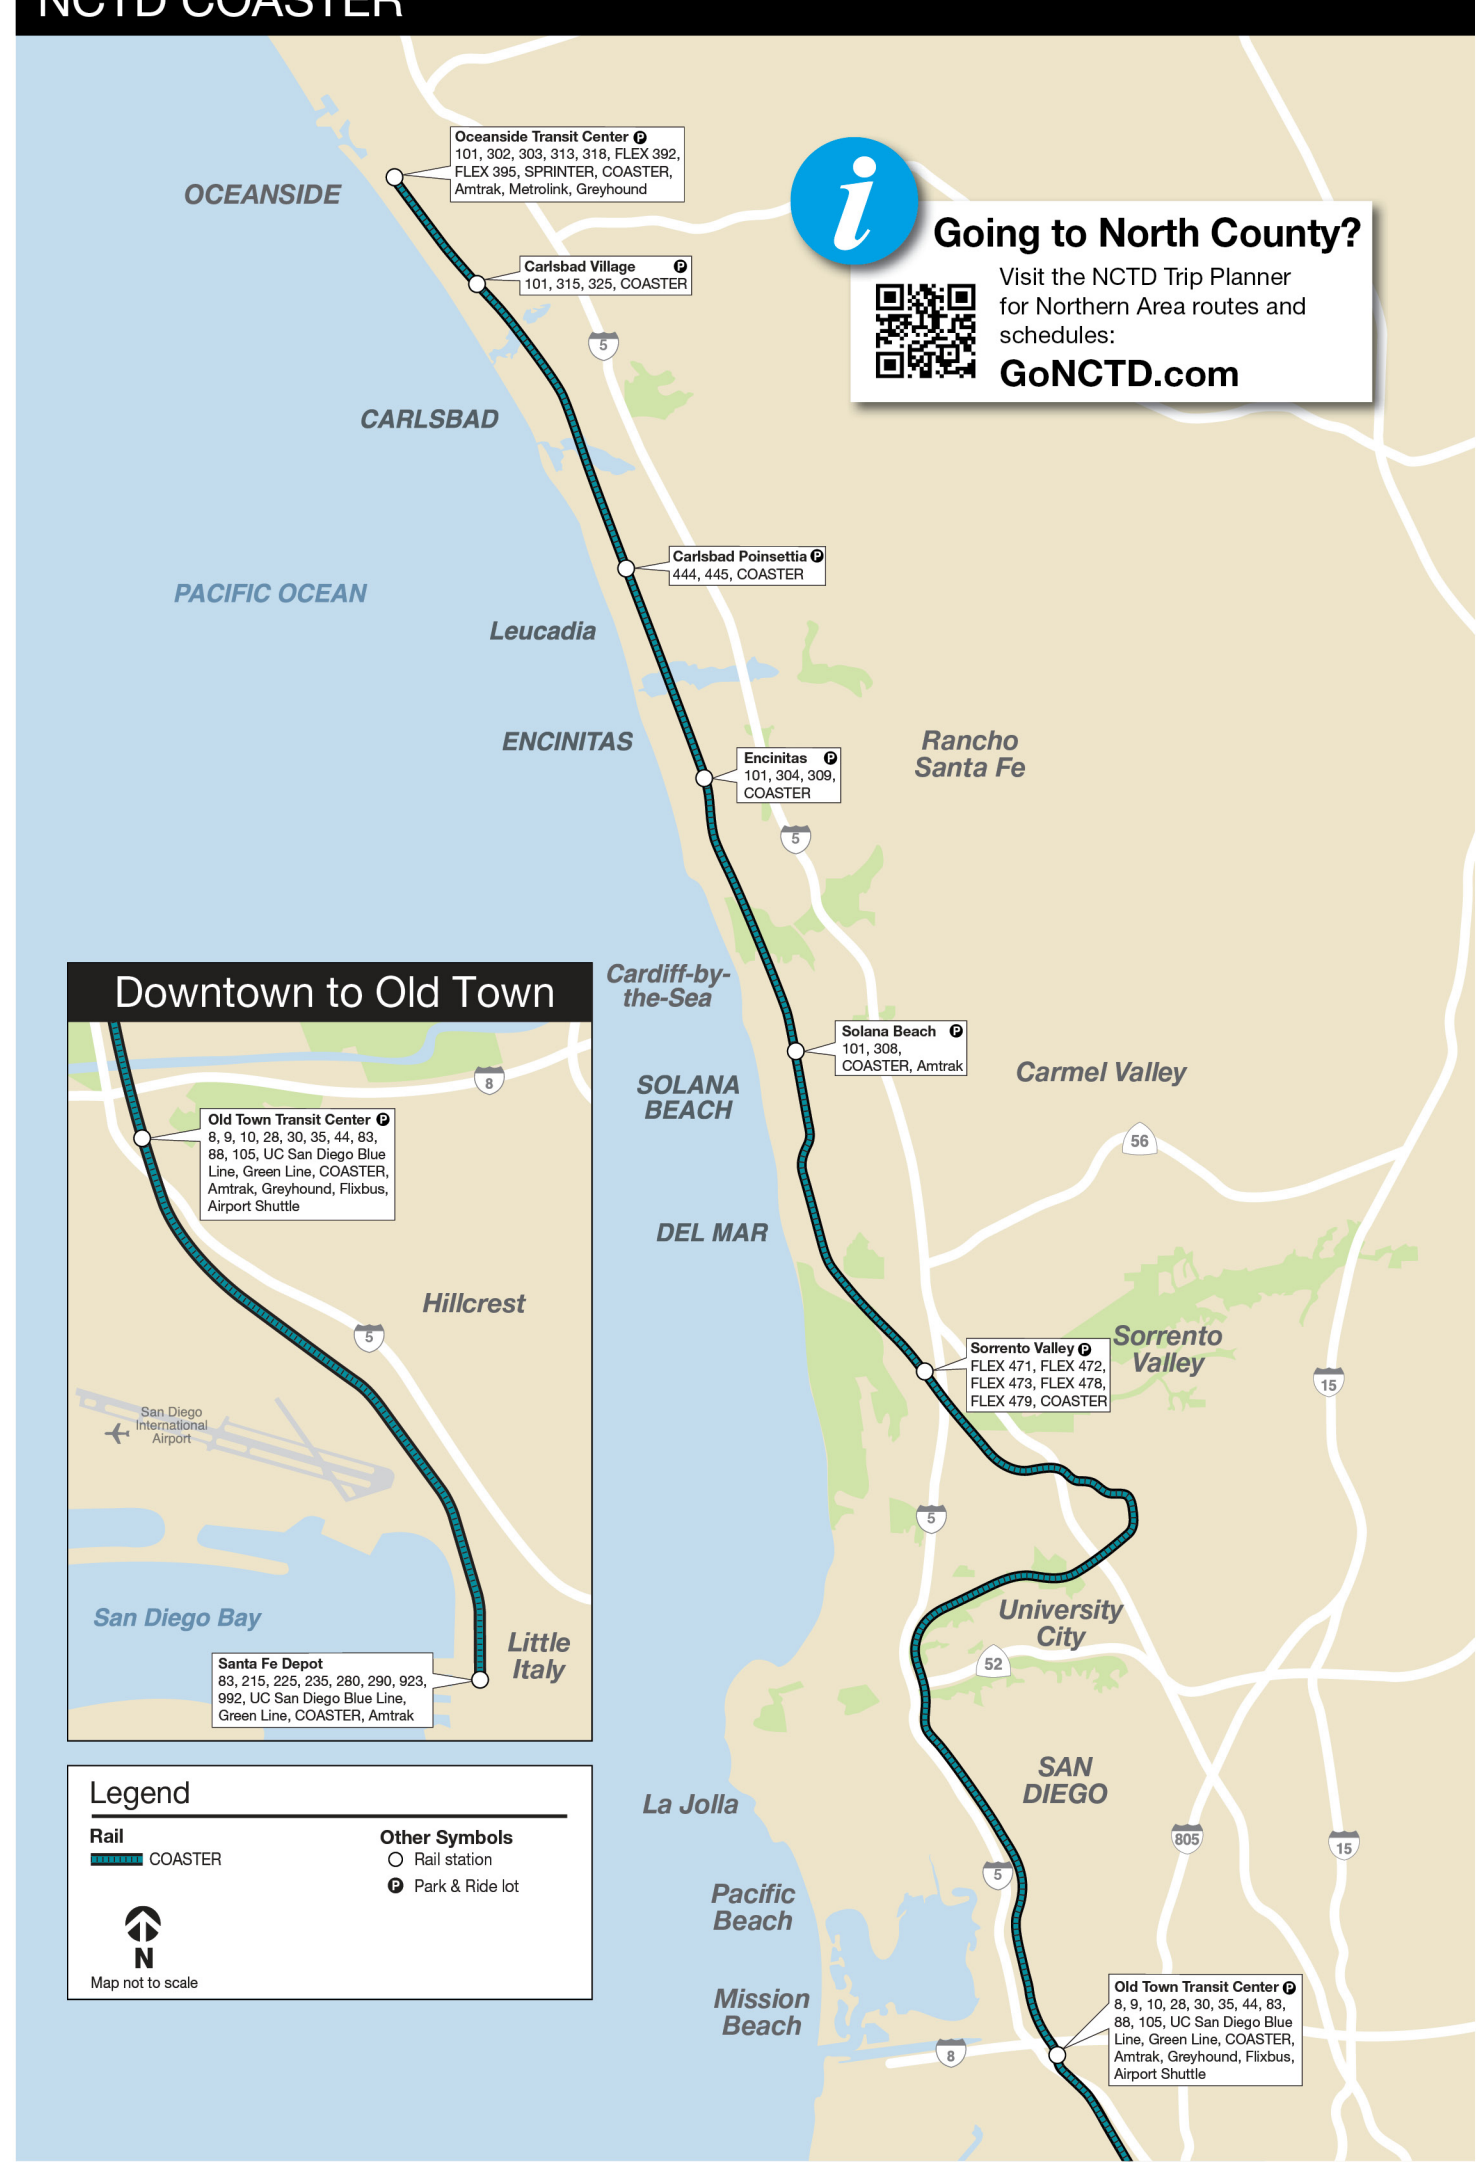 NCTD COASTER
Oceanside Transit Center P
101, 302, 303, 313, 318, FLEX 392,
FLEX 395, SPRINTER, COASTER,
Amtrak, Metrolink, Greyhound
OCEANSIDE
i
Going to North County?
Visit the NCTD Trip Planner
for Northern Area routes and
schedules:
GoNCTD.com
Carlsbad Village P
101, 315, 325, COASTER
5
CARLSBAD
Carlsbad Poinsettia P
444, 445, COASTER
PACIFIC OCEAN
Leucadia
ENCINITAS
Rancho
Santa Fe
Encinitas P
101, 304, 309,
COASTER
5
Cardiff-by-
the-Sea
Solana Beach P
101, 308,
COASTER, Amtrak
SOLANA
BEACH
Carmel Valley
56
DEL MAR
Sorrento Valley P
FLEX 471, FLEX 472,
FLEX 473, FLEX 478,
FLEX 479, COASTER
Sorrento
Valley
15
5
University
City
52
SAN
DIEGO
La Jolla
805
15
5
Pacific
Beach
Mission
Beach
8
Old Town Transit Center P
8, 9, 10, 28, 30, 35, 44, 83,
88, 105, UC San Diego Blue
Line, Green Line, COASTER,
Amtrak, Greyhound, Flixbus,
Airport Shuttle
Downtown to Old Town
8
Old Town Transit Center P
8, 9, 10, 28, 30, 35, 44, 83,
88, 105, UC San Diego Blue
Line, Green Line, COASTER,
Amtrak, Greyhound, Flixbus,
Airport Shuttle
Hillcrest
5
San Diego
International
Airport
San Diego Bay
Little
Italy
Santa Fe Depot
83, 215, 225, 235, 280, 290, 923,
992, UC San Diego Blue Line,
Green Line, COASTER, Amtrak
Legend
Rail
COASTER
Other Symbols
Rail station
P Park & Ride lot
N
Map not to scale